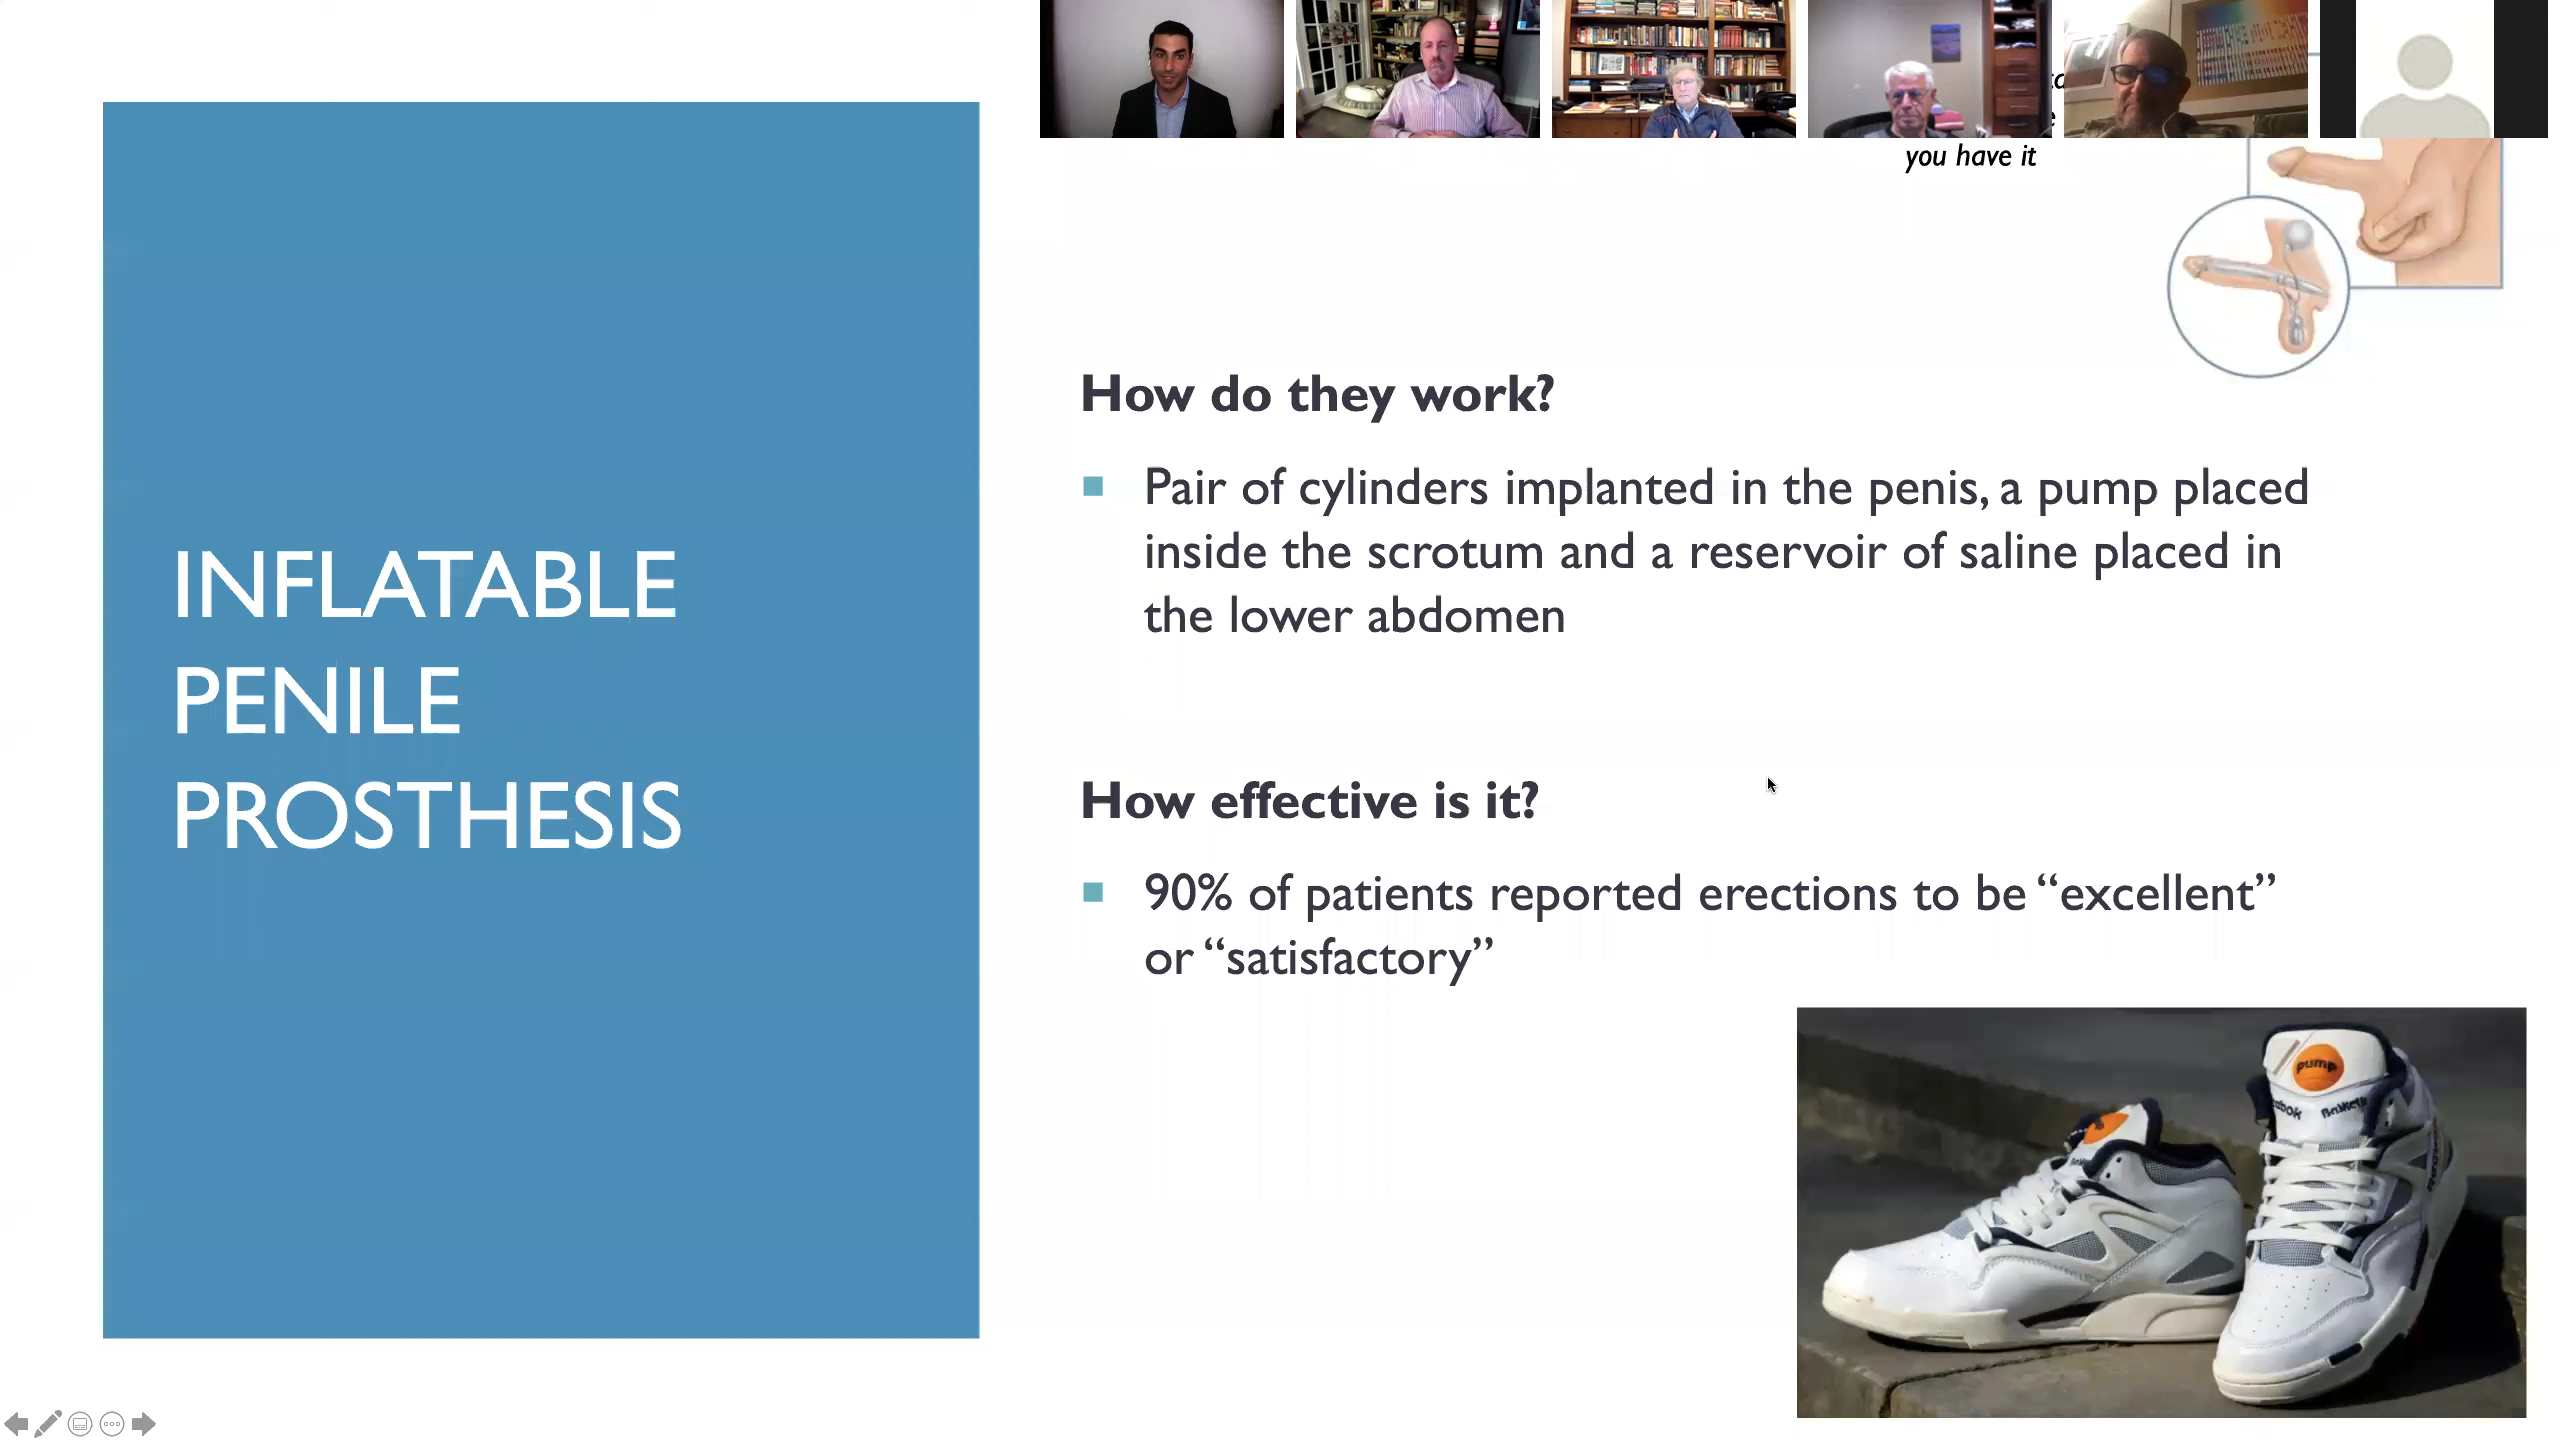 you have it
INFLATABLE
PENILE
PROSTHESIS
How do they work?
Pair of cylinders implanted in the penis, a pump placed
inside the scrotum and a reservoir of saline placed in
the lower abdomen
How effective is it?
90% of patients reported erections to be “excellent”
or “satisfactory”
PUMP